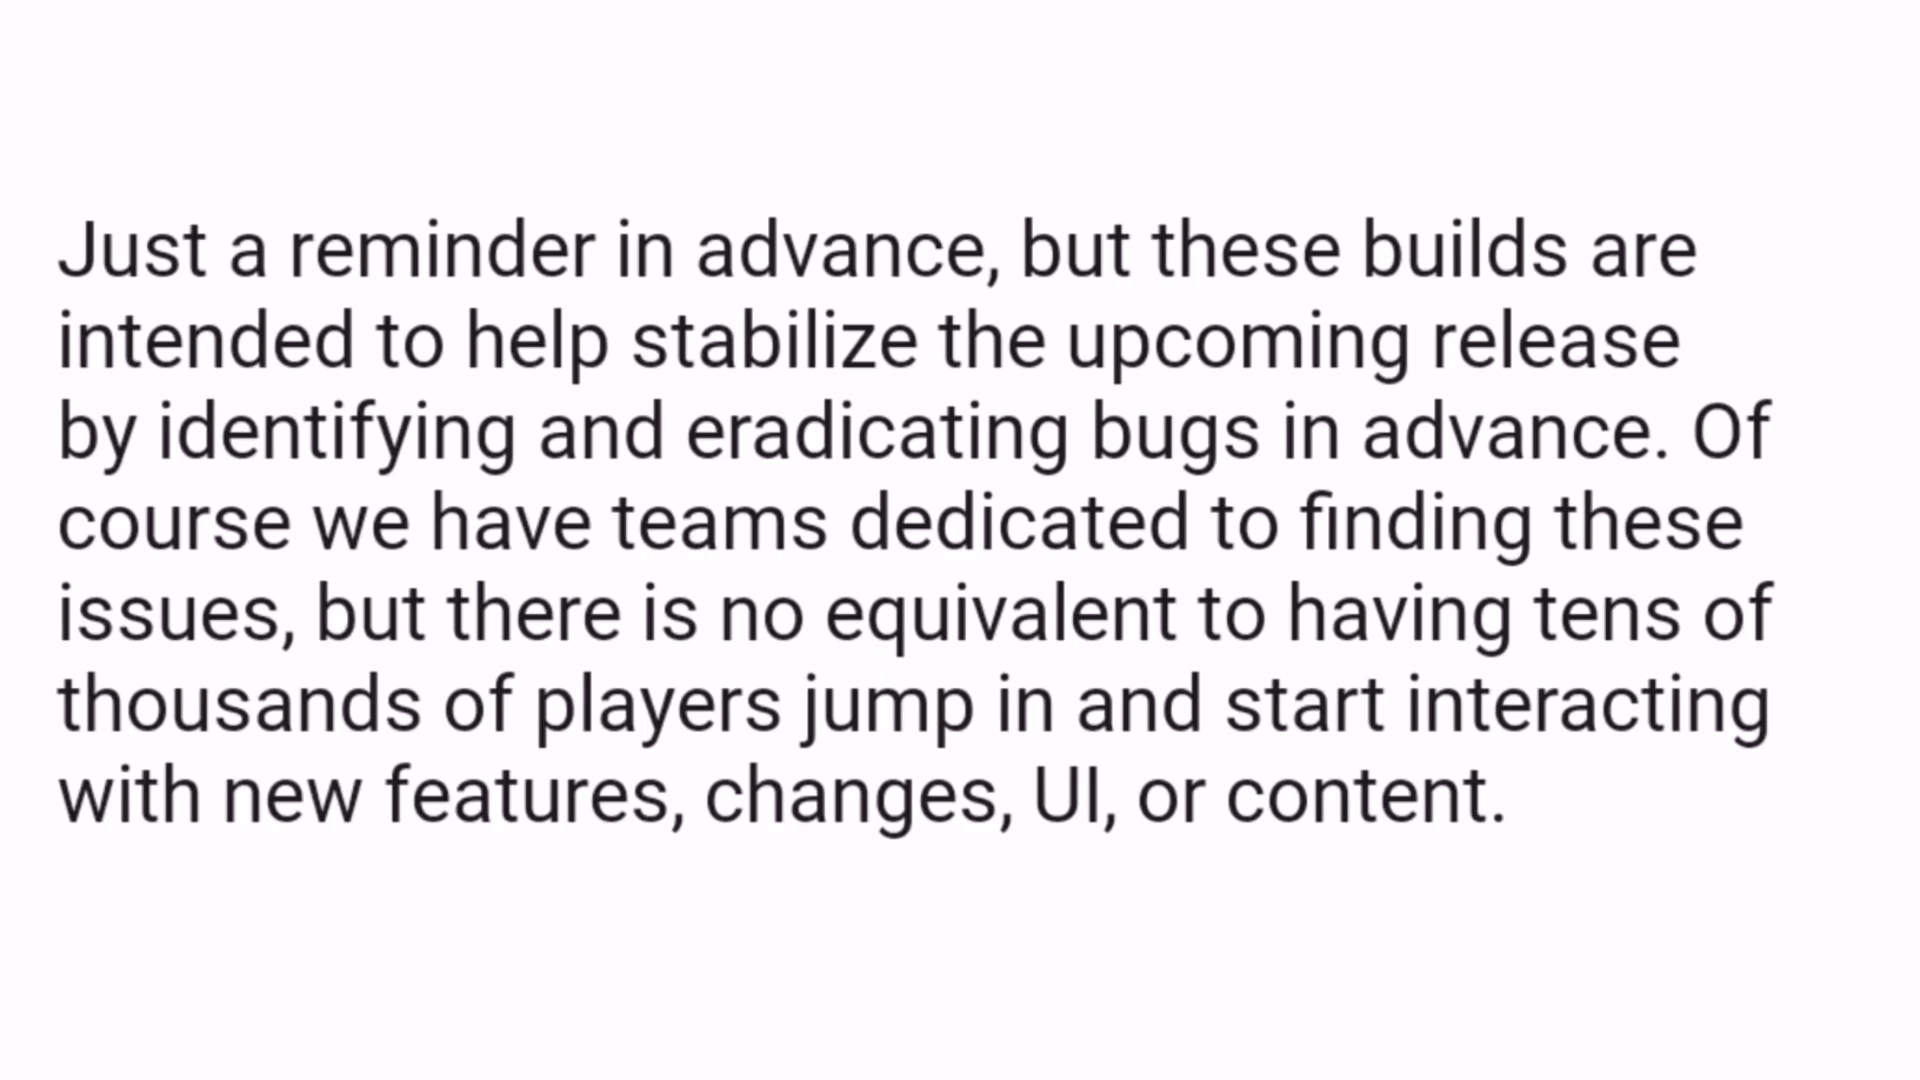 Just a reminder in advance, but these builds are
intended to help stabilize the upcoming release
by identifying and eradicating bugs in advance. Of
course we have teams dedicated to finding these
issues, but there is no equivalent to having tens of
thousands of players jump in and start interacting
with new features, changes, UI, or content.